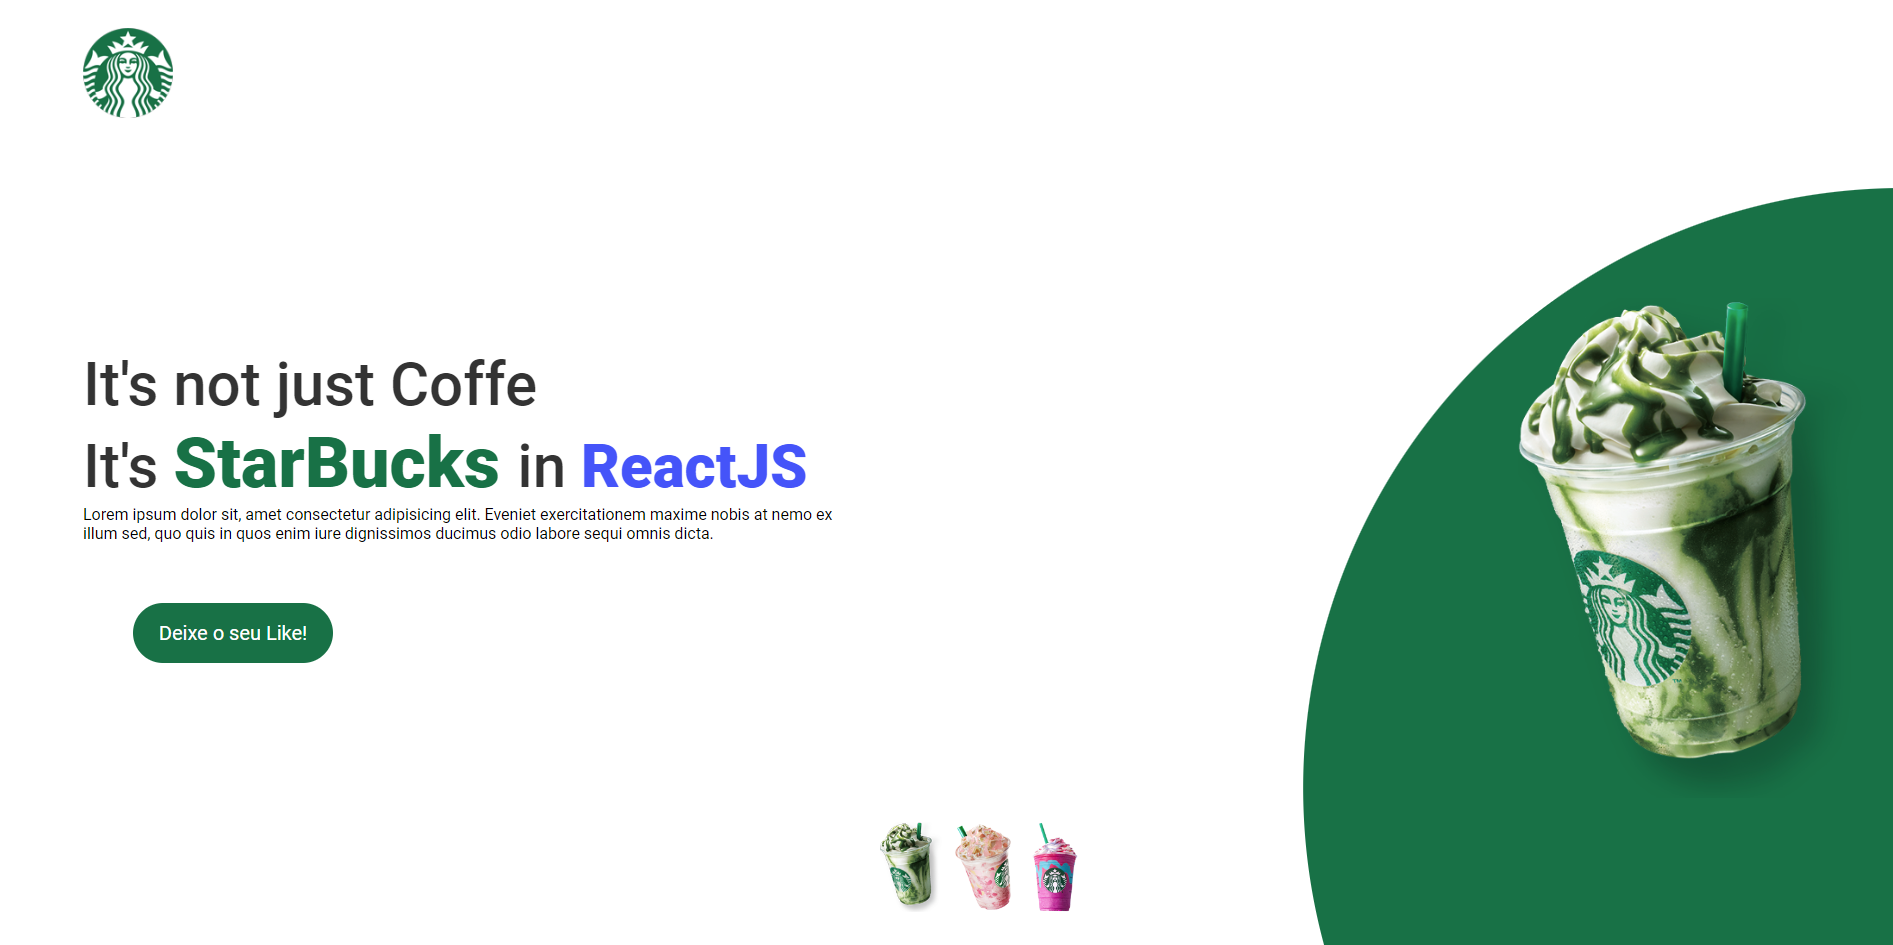 It's not just Coffe
It's StarBucks in ReactJS
Lorem ipsum dolor sit, amet consectetur adipisicing elit. Eveniet exercitationem maxime nobis at nemo ex
illum sed, quo quis in quos enim iure dignissimos ducimus odio labore sequi omnis dicta.
Deixe o seu Like!
TM